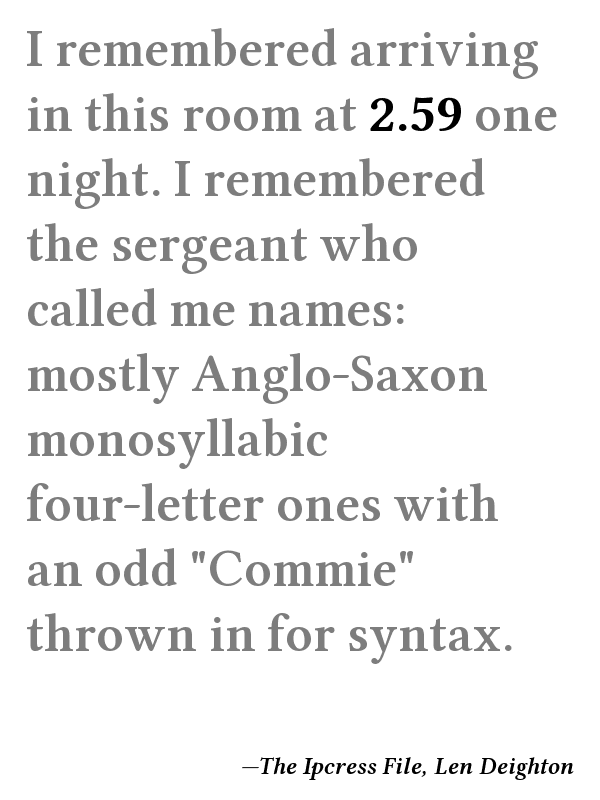 I remembered arriving
in this room at 2.59 one
night. I remembered
the sergeant who
called me names:
mostly Anglo-Saxon
monosyllabic
four-letter ones with
an odd "Commie"
thrown in for syntax.
—The Ipcress File, Len Deighton